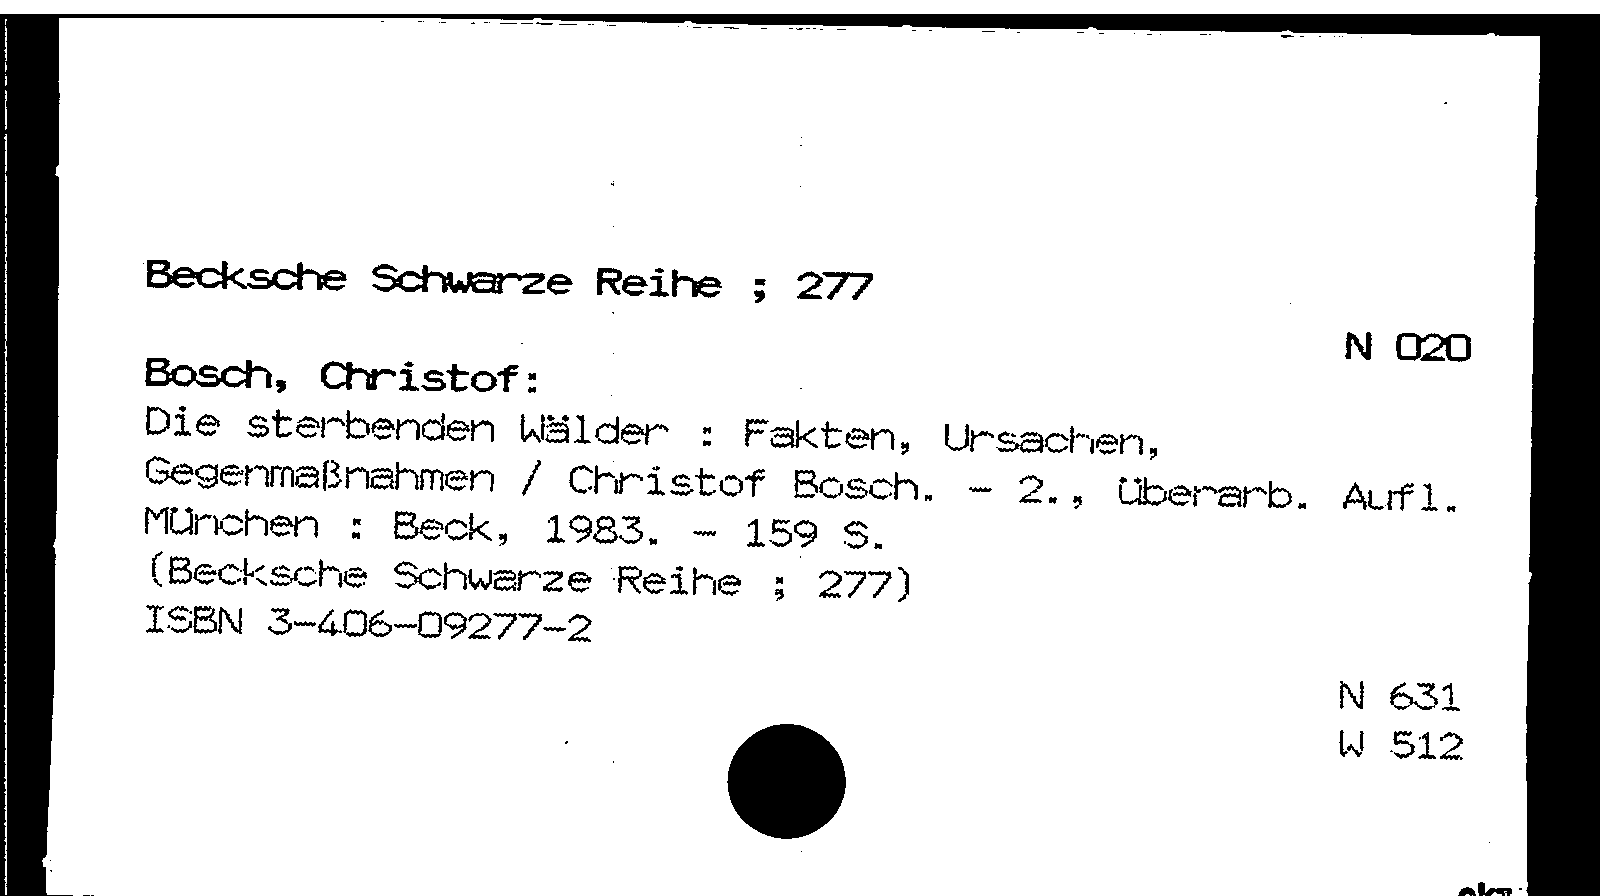 Becksche Schwarze Reihe ; 277
N 020
Bosch, Christof:
Die sterbenden Wälder : Fakten, Ursachen,
Gegenmaßnahmen / Christof Bosch. - 2., überarb. Aufl.
München : Beck, 1983. - 159 S.
(Becksche Schwarze Reihe ; 277)
ISBN 3-406-09277-2
N 631
W 512